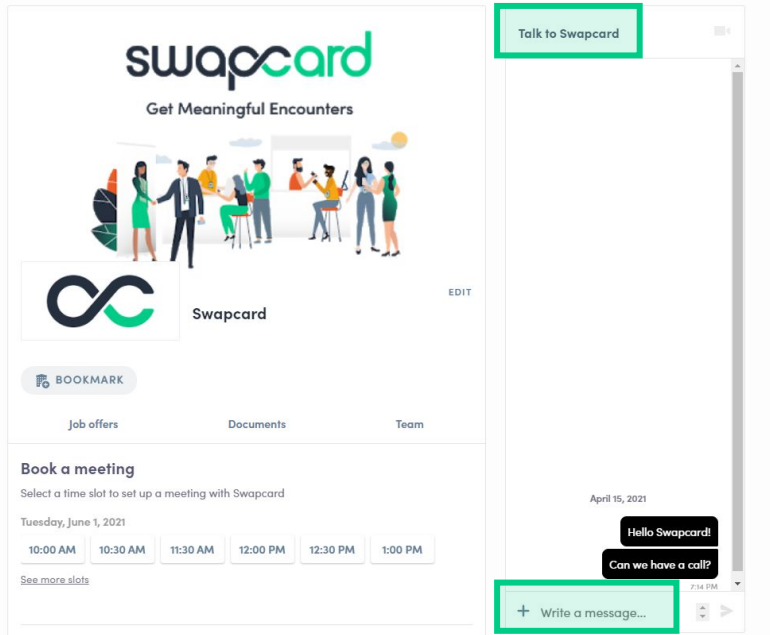 swapcard
Get Meaningful Encounters
Swapcard
EDIT
BOOKMARK
Job offers Documents Team
Book a meeting
Select a time slot to set up a meeting with Swapcard
Tuesday, June 1, 2021
10:00 AM 10:30 AM 11:30 AM 12:00 PM 12:30 PM 1:00 PM
See more slots
Talk to Swapcard
April 15, 2021
Hello Swapcard!
Can we have a call?
7:14 PM
+ Write a message...